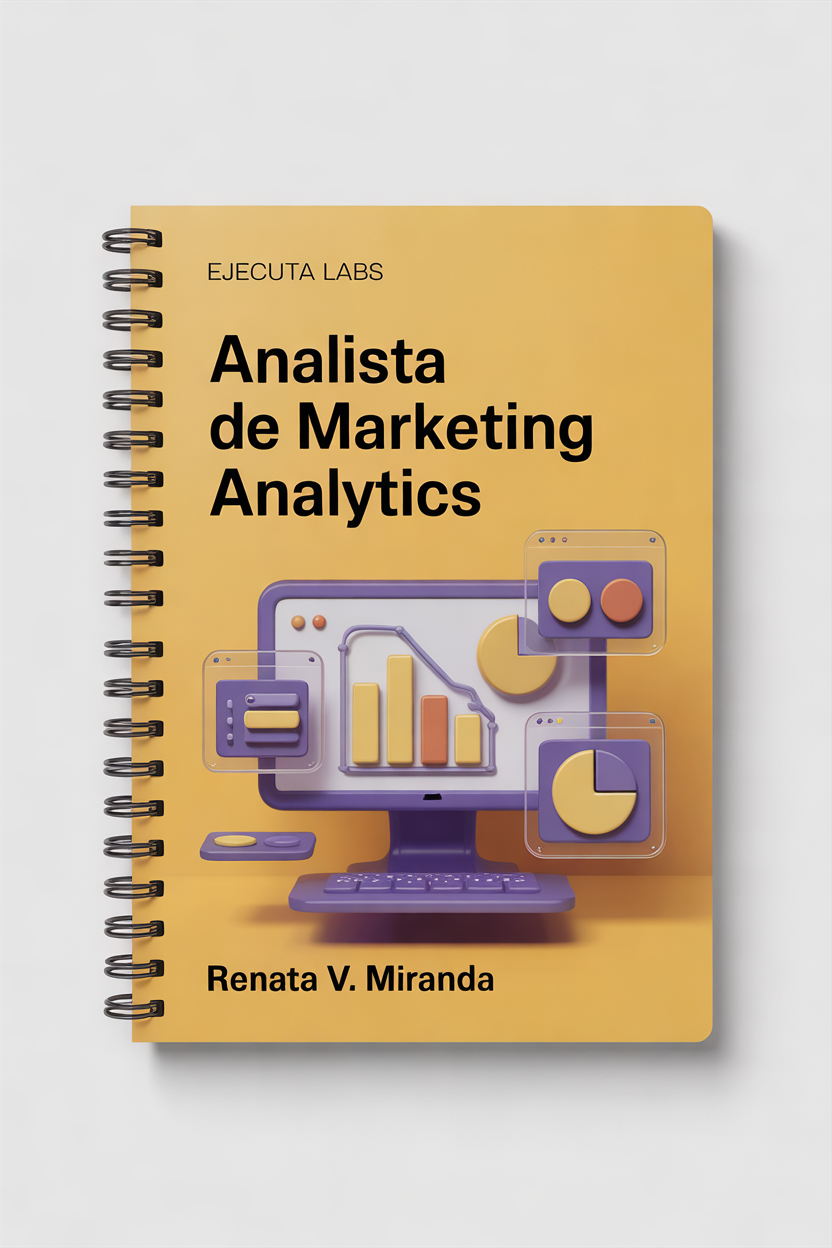 EJECUTA LABS
Analista
de Marketing
Analytics
Renata V. Miranda